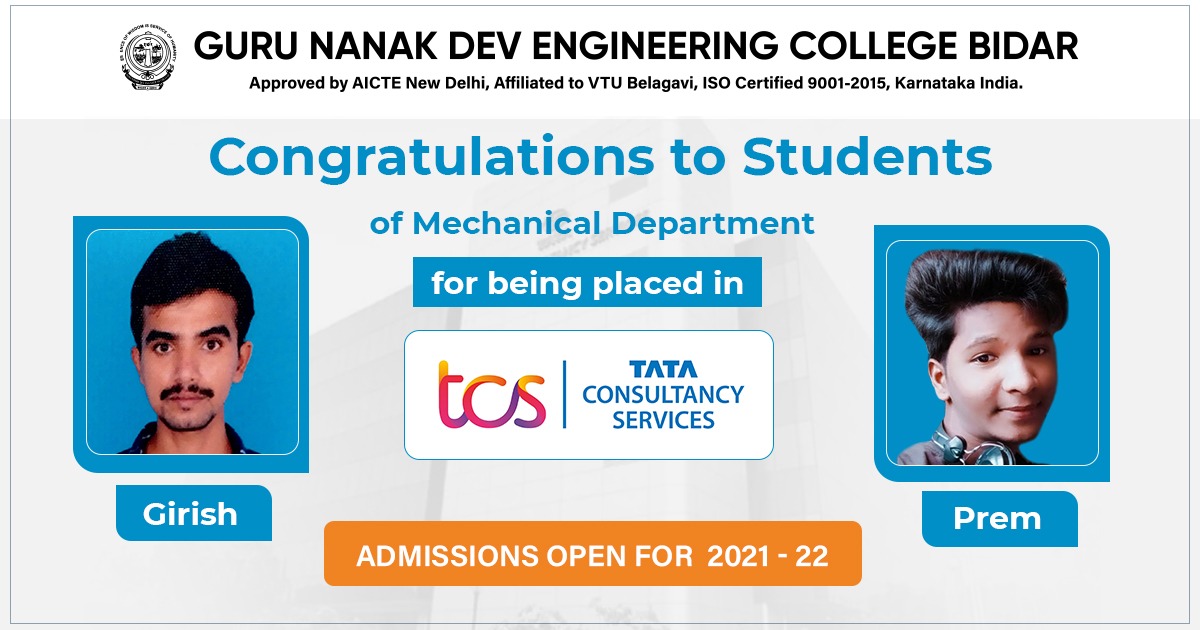 GURU NANAK DEV ENGINEERING COLLEGE BIDAR
Approved by AICTE New Delhi, Affiliated to VTU Belagavi, ISO Certified 9001-2015, Karnataka India.
Congratulations to Students
of Mechanical Department
for being placed in
tcs
TATA
CONSULTANCY
SERVICES
Girish
Prem
ADMISSIONS OPEN FOR 2021 - 22